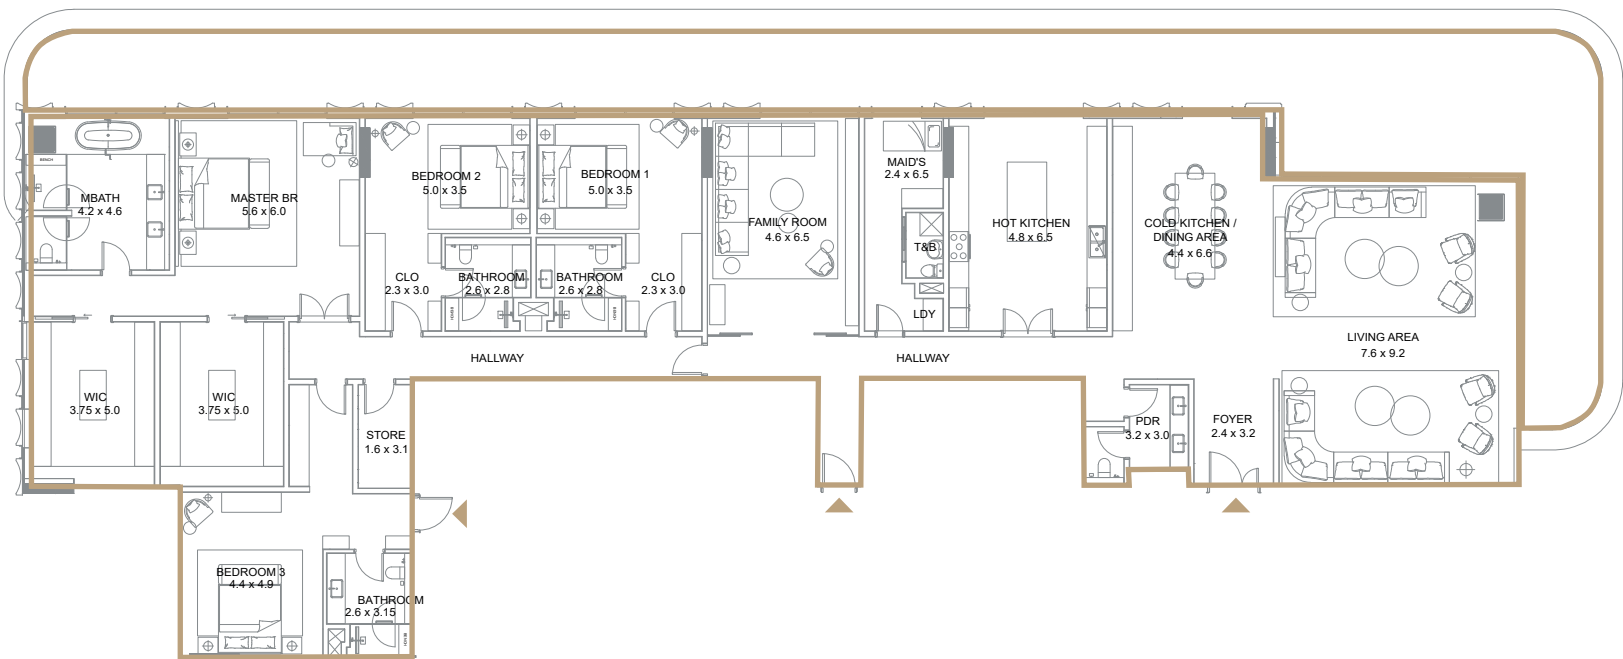 MBATH
4.2 x 4.6
BENCH
MASTER BR
5.6 x 6.0
BEDROOM 2
5.0 x 3.5
BEDROOM 1
5.0 x 3.5
CLO
2.3 x 3.0
BATHROOM
2.6 x 2.8
BENCH
BATHROOM
2.6 x 2.8
BENCH
CLO
2.3 x 3.0
FAMILY ROOM
4.6 x 6.5
MAID'S
2.4 x 6.5
T&B
LDY
HOT KITCHEN
4.8 x 6.5
COLD KITCHEN /
DINING AREA
4.4 x 6.6
LIVING AREA
7.6 x 9.2
HALLWAY
HALLWAY
WIC
3.75 x 5.0
WIC
3.75 x 5.0
STORE
1.6 x 3.1
PDR
3.2 x 3.0
FOYER
2.4 x 3.2
BEDROOM 3
4.4 x 4.9
BATHROOM
2.6 x 3.15
BENCH